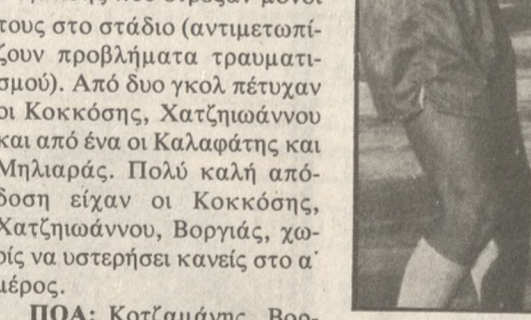 τους στο στάδιο (αντιμετωπί-
ζουν προβλήματα τραυματι-
σμού). Από δυο γκολ πέτυχαν
οι Κοκκόσης, Χατζηιωάννου
και από ένα οι Καλαφάτης και
Μηλιαράς. Πολύ καλή από-
δοση είχαν οι Κοκκόσης,
Χατζηιωάννου, Βοργιάς, χω-
ρίς να υστερήσει κανείς στο α΄
μέρος.
ΠΟΑ: Κοτζαμάνης, Βορ-